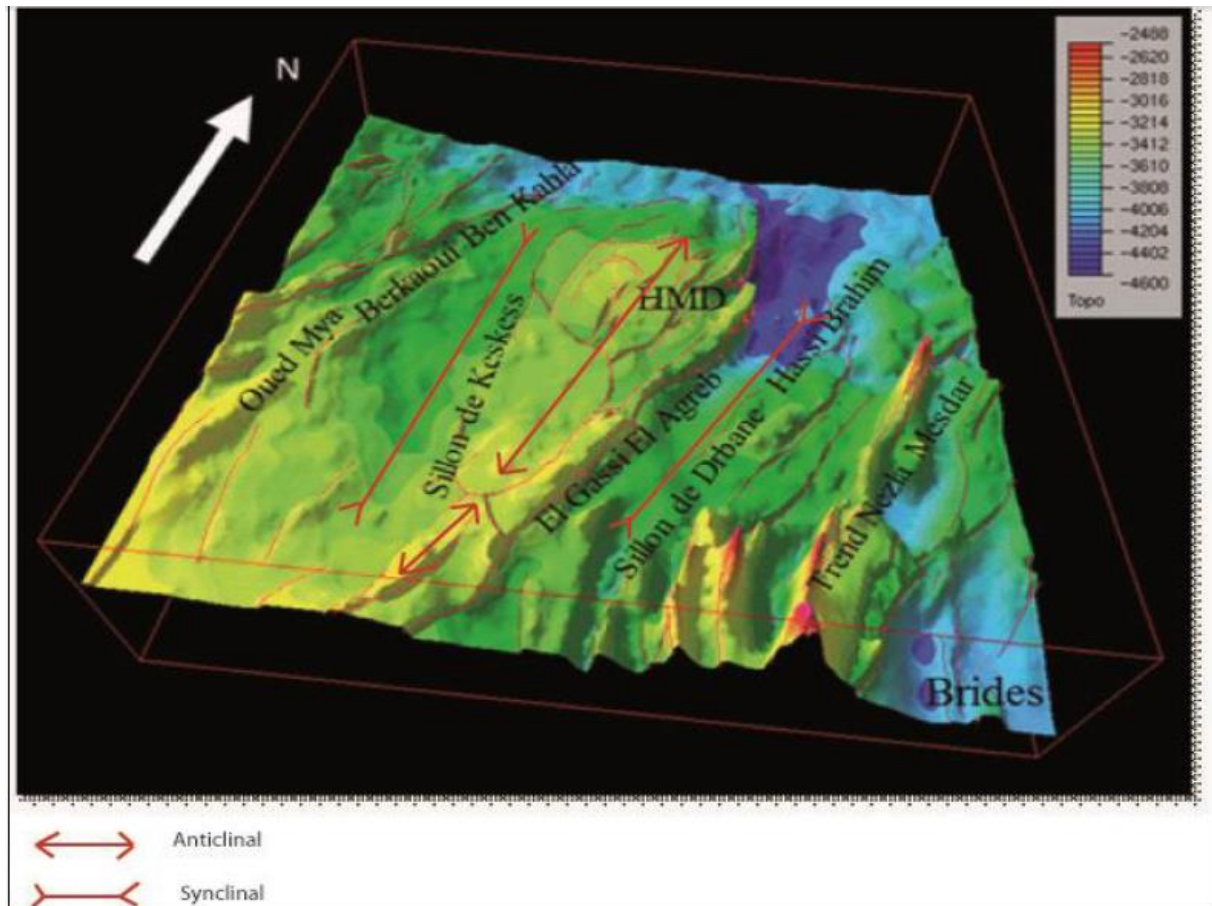 N
-2488
-2620
-2818
-3016
-3214
-3412
-3610
-3808
-4006
-4204
-4402
-4600
Topo
Oued Mya Berkaoui Ben Kahla
Sillon de Keskess
HMD
El Gassi El Agreb
Sillon de Drbane Hassi Brahim
Trend Nezla Mesdar
Brides
Anticlinal
Synclinal